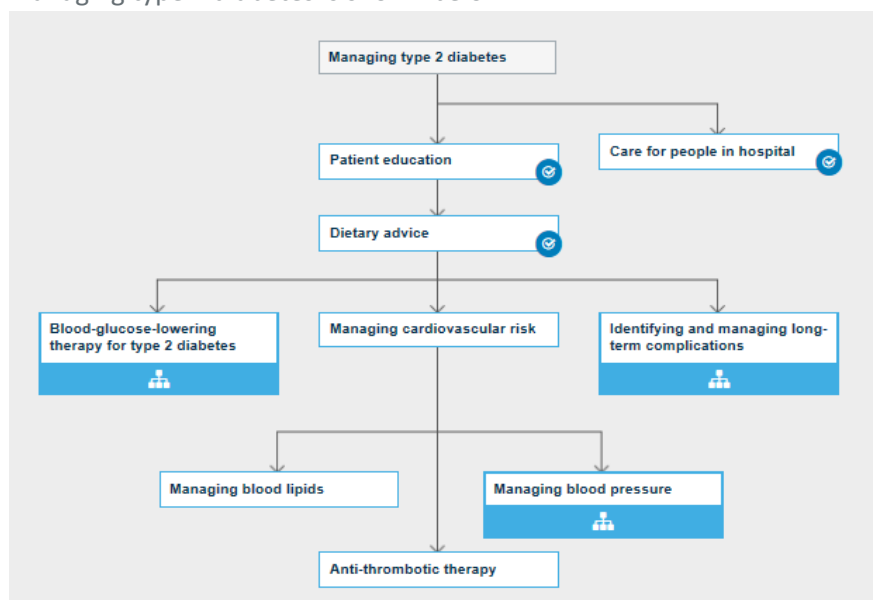 Managing type 2 diabetes
Patient education
Care for people in hospital
Dietary advice
Blood-glucose-lowering
therapy for type 2 diabetes
Managing cardiovascular risk
Identifying and managing long-
term complications
Managing blood lipids
Managing blood pressure
Anti-thrombotic therapy